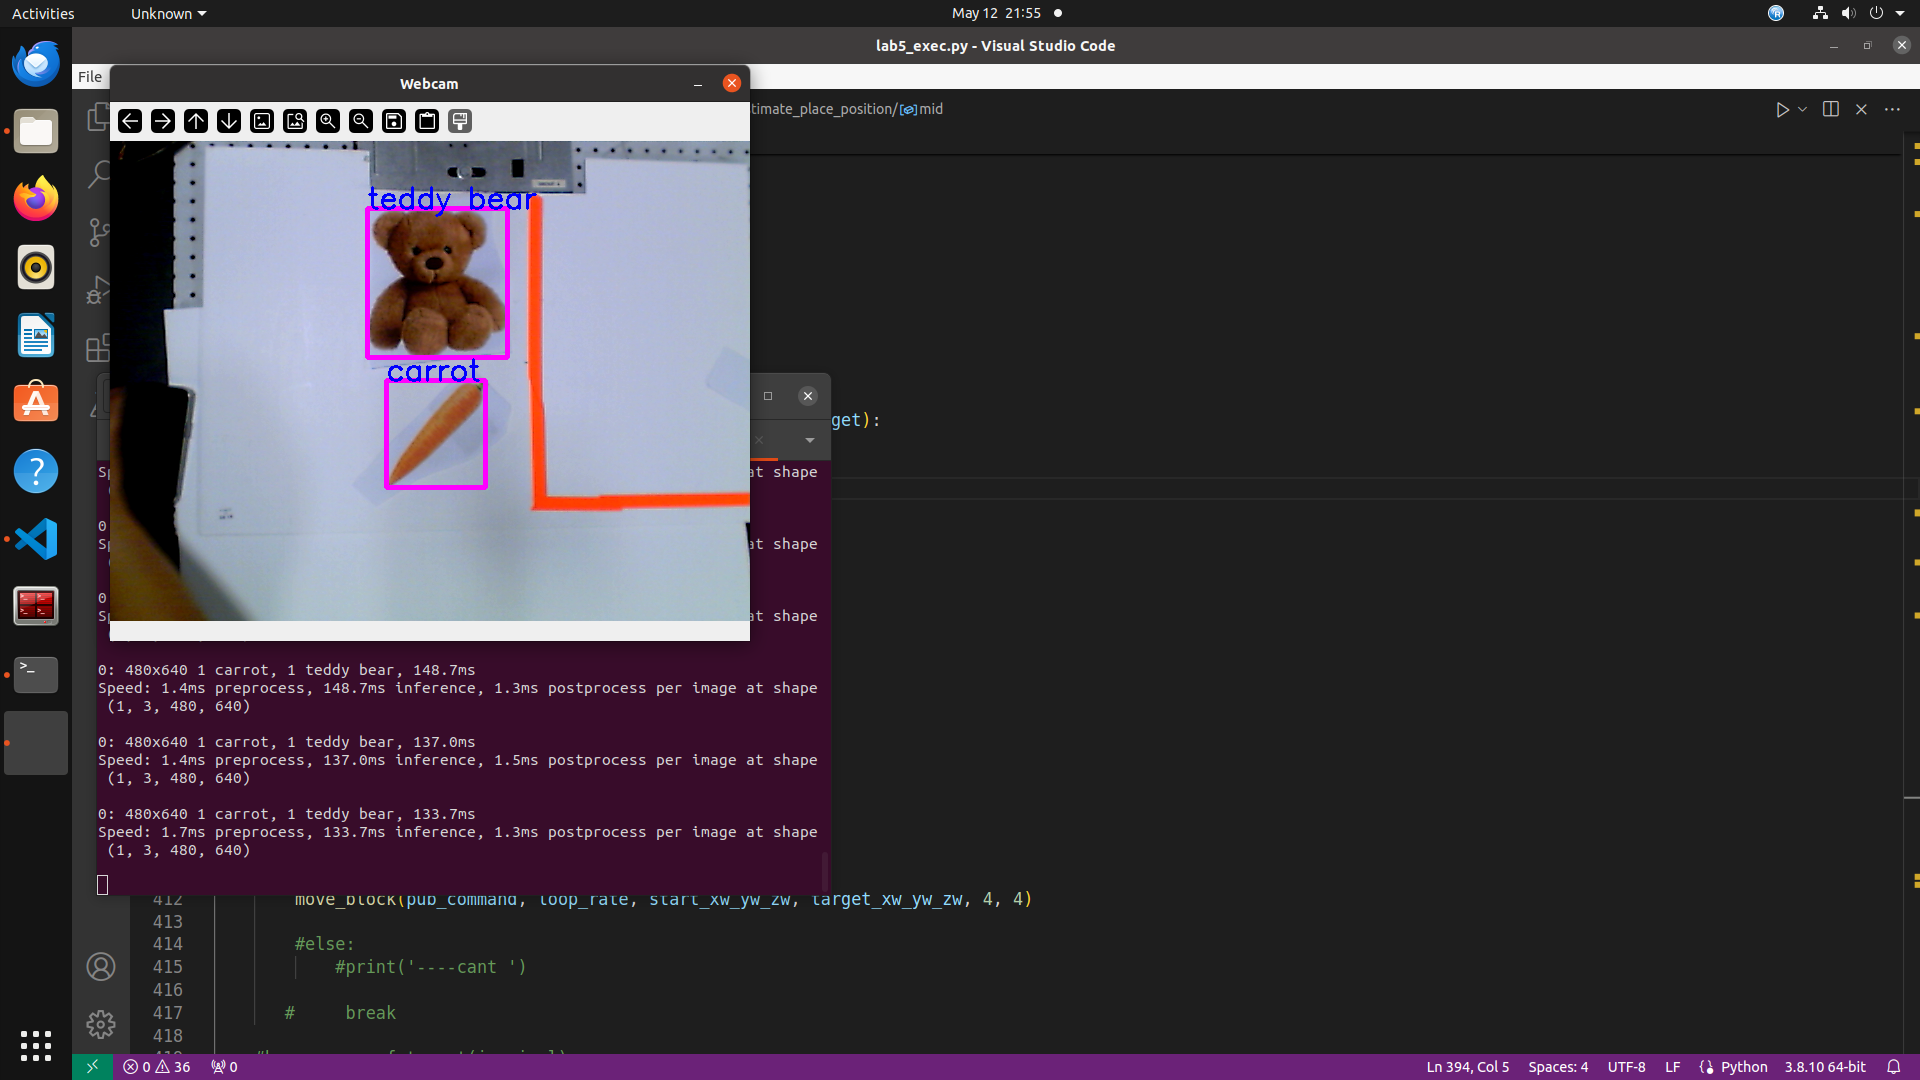 Activities
Unknown
May 12 21:55
lab5_exec.py - Visual Studio Code
File
Webcam
timate_place_position/
mid
teddy bear
carrot
get):
at shape
0
at shape
0
at shape
0: 480x640 1 carrot, 1 teddy bear, 148.7ms
Speed: 1.4ms preprocess, 148.7ms inference, 1.3ms postprocess per image at shape
(1, 3, 480, 640)
0: 480x640 1 carrot, 1 teddy bear, 137.0ms
Speed: 1.4ms preprocess, 137.0ms inference, 1.5ms postprocess per image at shape
(1, 3, 480, 640)
0: 480x640 1 carrot, 1 teddy bear, 133.7ms
Speed: 1.7ms preprocess, 133.7ms inference, 1.3ms postprocess per image at shape
(1, 3, 480, 640)
412 move_block(pub_command, loop_rate, start_xw_yw_zw, target_xw_yw_zw, 4, 4)
413
414 #else:
415 #print('----cant ')
416
417 # break
418
0 36 0
Ln 394, Col 5 Spaces: 4 UTF-8 LF Python 3.8.10 64-bit